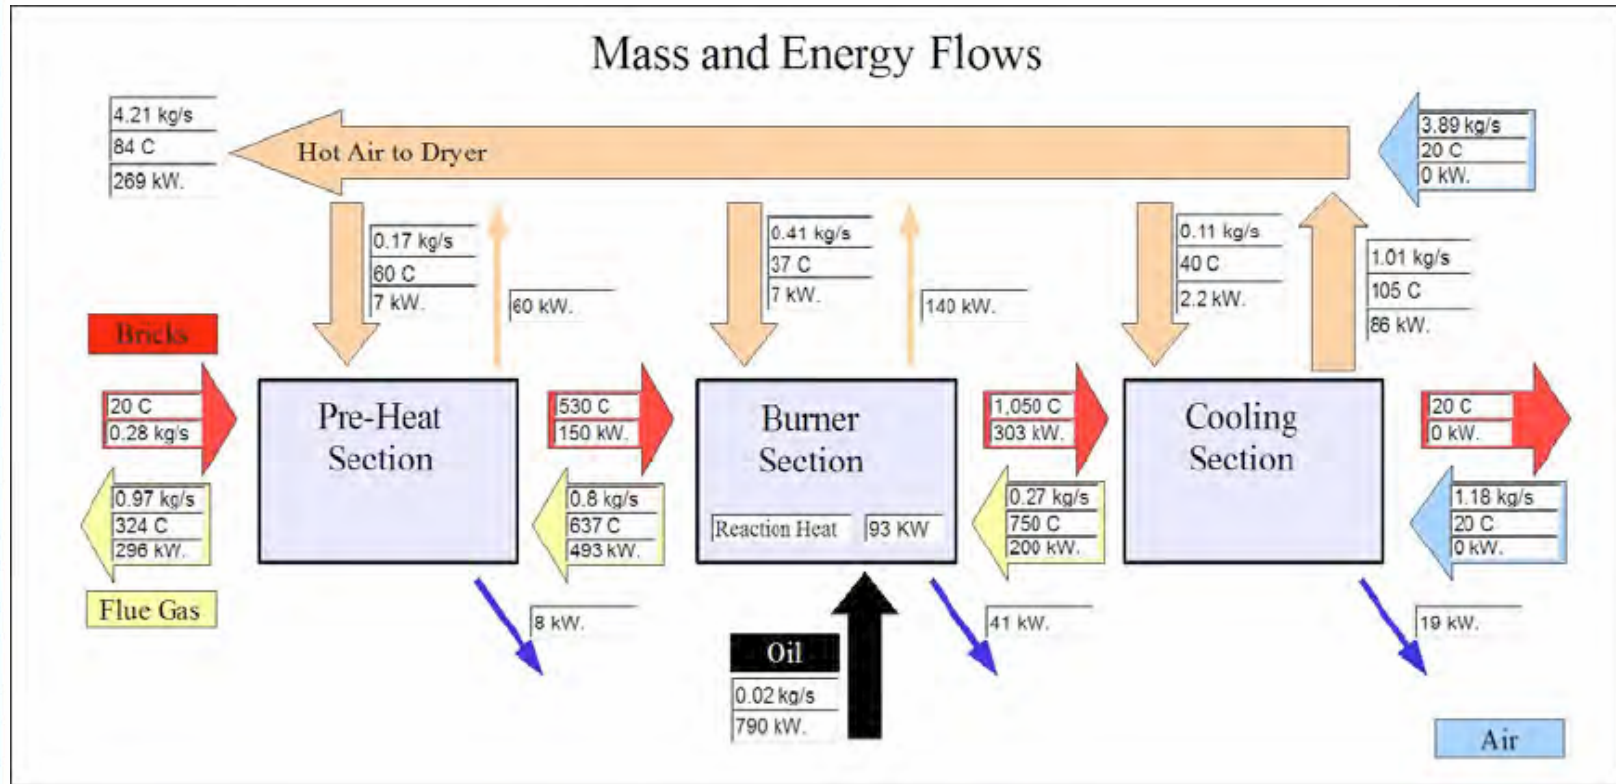 Mass and Energy Flows
4.21 kg/s
84 C
269 kW.
Hot Air to Dryer
3.89 kg/s
20 C
0 kW.
0.17 kg/s
60 C
7 kW.
60 kW.
0.41 kg/s
37 C
7 kW.
140 kW.
0.11 kg/s
40 C
2.2 kW.
1.01 kg/s
105 C
86 kW.
Bricks
20 C
0.28 kg/s
Pre-Heat
Section
530 C
150 kW.
Burner
Section
1,050 C
303 kW.
Cooling
Section
20 C
0 kW.
0.97 kg/s
324 C
296 kW.
0.8 kg/s
637 C
493 kW.
Reaction Heat
93 KW
0.27 kg/s
750 C
200 kW.
1.18 kg/s
20 C
0 kW.
Flue Gas
8 kW.
41 kW.
19 kW.
Oil
0.02 kg/s
790 kW.
Air